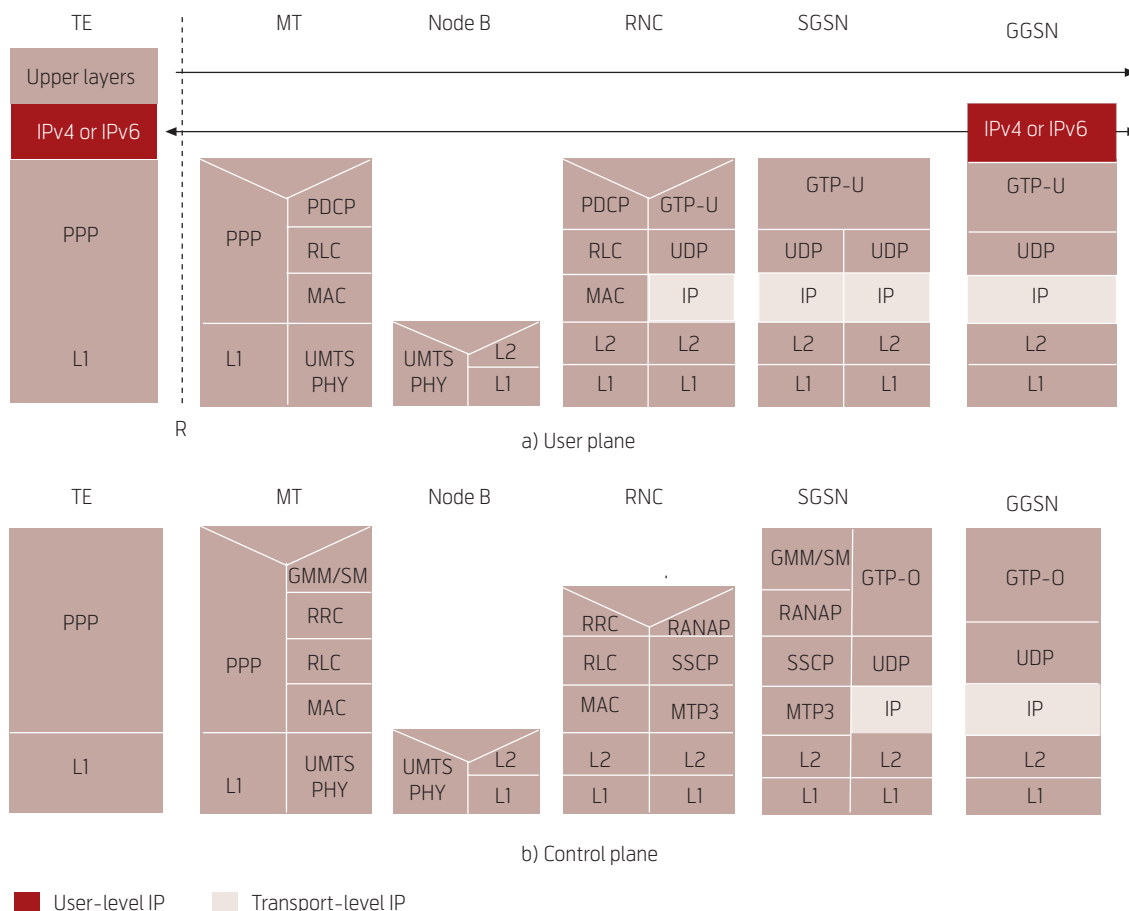 TE MT Node B RNC SGSN GGSN
Upper layers
IPv4 or IPv6 IPv4 or IPv6
PPP PPP PDCP PDCP GTP-U GTP-U GTP-U
RLC RLC UDP UDP UDP UDP
MAC MAC IP IP IP IP
L1 L1 UMTS PHY UMTS PHY L2 L2 L2 L2 L2 L2
L1 L1 L1 L1 L1 L1
R
a) User plane
TE MT Node B RNC SGSN GGSN
PPP PPP GMM/SM GMM/SM GTP-O GTP-O
RRC RRC RANAP RANAP
RLC RLC SSCP SSCP UDP UDP
MAC MAC MTP3 MTP3 IP IP
L1 L1 UMTS PHY UMTS PHY L2 L2 L2 L2 L2 L2
L1 L1 L1 L1 L1 L1
b) Control plane
User-level IP Transport-level IP